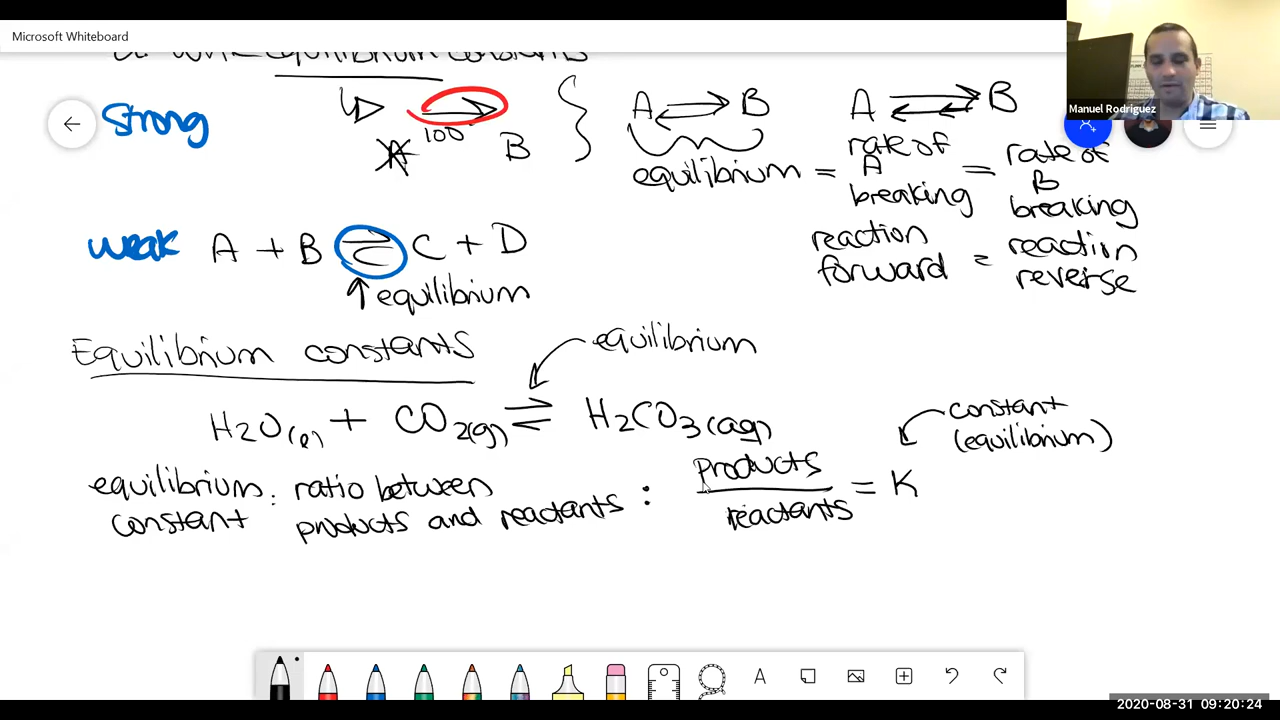 Microsoft Whiteboard
equilibrium constants
Strong
100
A B
A ⇄ B
equilibrium = rate of A breaking = rate of B breaking
A ⇄ B
reaction forward = reaction reverse
weak A + B ⇌ C + D
↑ equilibrium
Equilibrium constants
equilibrium
H2O(l) + CO2(g) ⇌ H2CO3(aq)
constant
(equilibrium)
equilibrium constant : ratio between
products and reactants :
products
reactants
= K
Manuel Rodriguez
A
2020-08-31 09:20:24